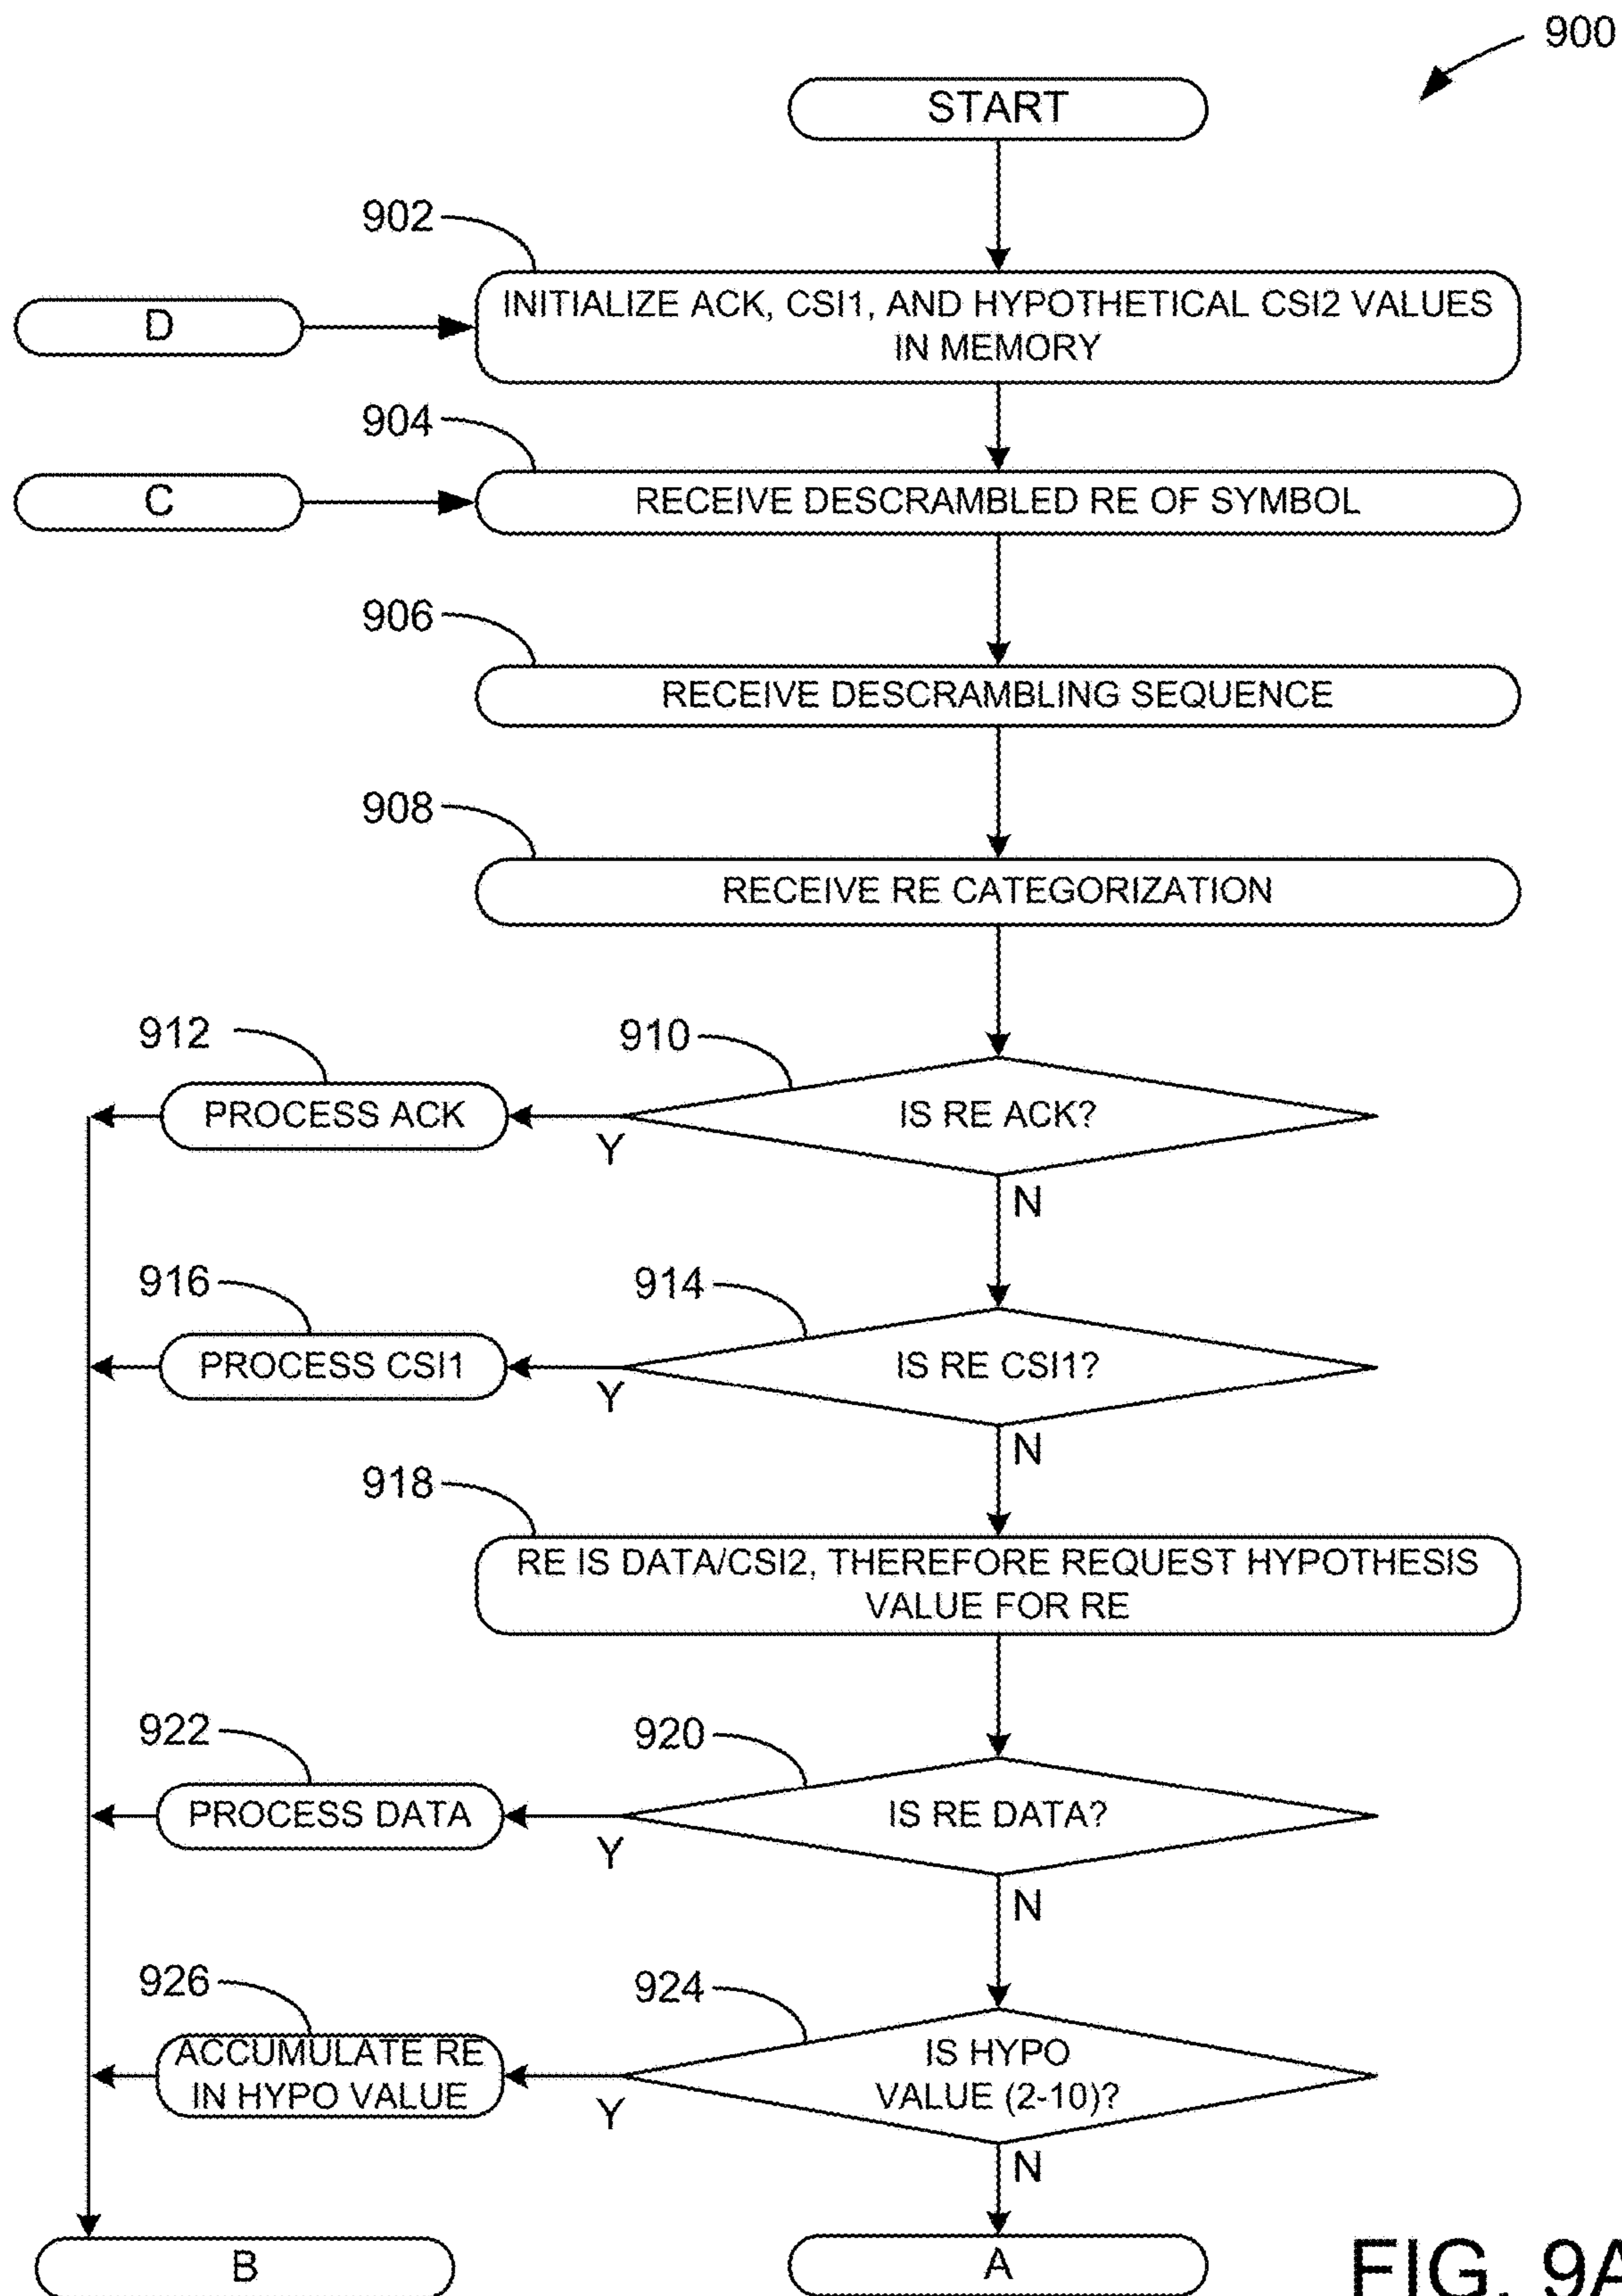 900
START
902
INITIALIZE ACK, CSI1, AND HYPOTHETICAL CSI2 VALUES
IN MEMORY
D
904
RECEIVE DESCRAMBLED RE OF SYMBOL
C
906
RECEIVE DESCRAMBLING SEQUENCE
908
RECEIVE RE CATEGORIZATION
912
910
PROCESS ACK
IS RE ACK?
Y
N
916
914
PROCESS CSI1
IS RE CSI1?
Y
N
918
RE IS DATA/CSI2, THEREFORE REQUEST HYPOTHESIS
VALUE FOR RE
922
920
PROCESS DATA
IS RE DATA?
Y
N
926
924
ACCUMULATE RE
IN HYPO VALUE
IS HYPO
VALUE (2-10)?
Y
N
B
A
FIG. 9A